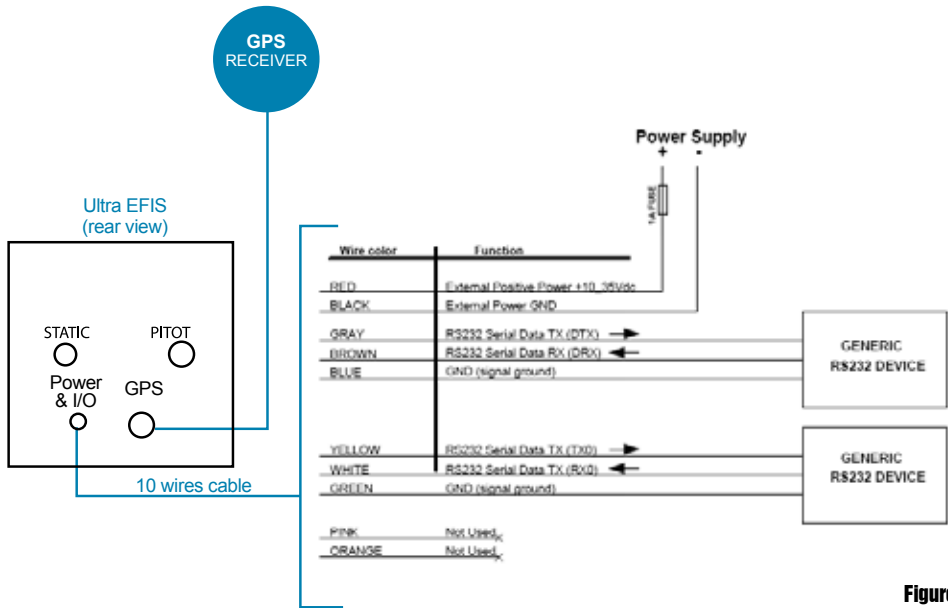 GPS
RECEIVER
Power Supply
+ -
1A FUSE
Ultra EFIS
(rear view)
Wire color Function
RED External Positive Power +10_35Vdc
BLACK External Power GND
GRAY RS232 Serial Data TX (DTX)
BROWN RS232 Serial Data RX (DRX)
BLUE GND (signal ground)
GENERIC
RS232 DEVICE
STATIC PITOT
Power
& I/O
GPS
YELLOW RS232 Serial Data TX (TX0)
WHITE RS232 Serial Data TX (RX0)
GREEN GND (signal ground)
GENERIC
RS232 DEVICE
10 wires cable
PINK Not Used
ORANGE Not Used
Figur